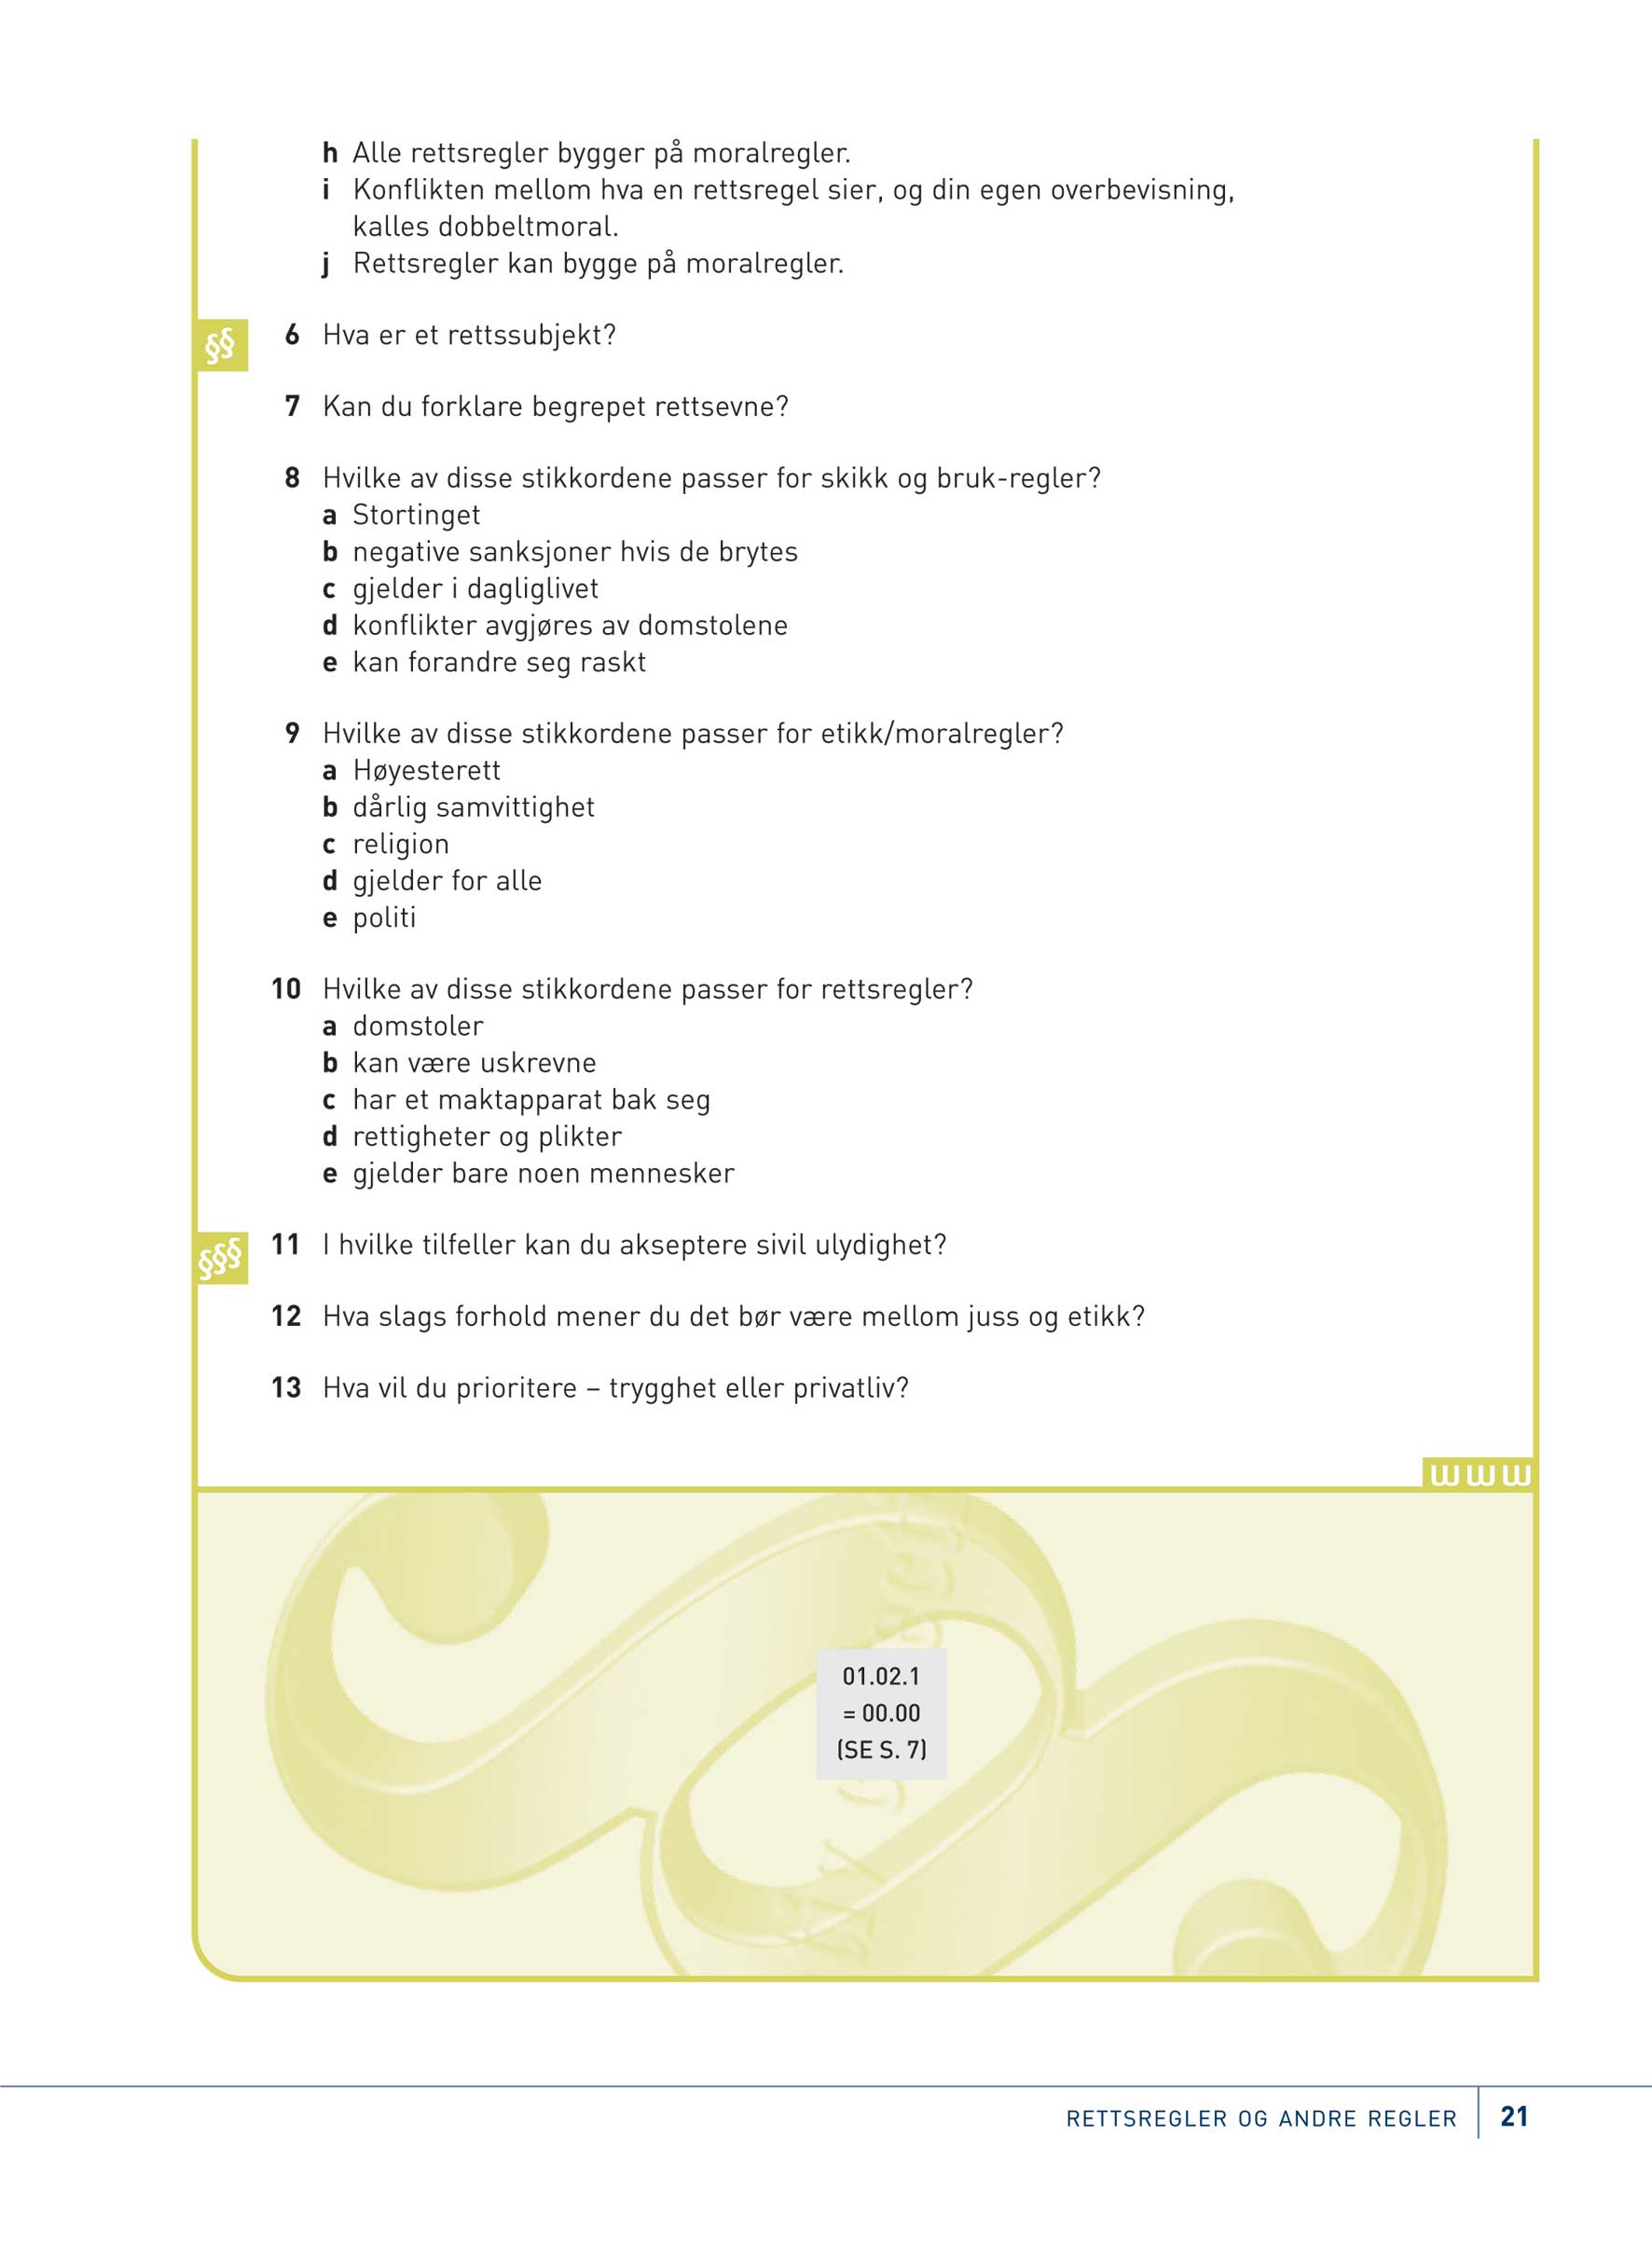 h Alle rettsregler bygger på moralregler.
i Konflikten mellom hva en rettsregel sier, og din egen overbevisning,
kalles dobbeltmoral.
j Rettsregler kan bygge på moralregler.
§§
6 Hva er et rettssubjekt?
7 Kan du forklare begrepet rettsevne?
8 Hvilke av disse stikkordene passer for skikk og bruk-regler?
a Stortinget
b negative sanksjoner hvis de brytes
c gjelder i dagliglivet
d konflikter avgjøres av domstolene
e kan forandre seg raskt
9 Hvilke av disse stikkordene passer for etikk/moralregler?
a Høyesterett
b dårlig samvittighet
c religion
d gjelder for alle
e politi
10 Hvilke av disse stikkordene passer for rettsregler?
a domstoler
b kan være uskrevne
c har et maktapparat bak seg
d rettigheter og plikter
e gjelder bare noen mennesker
§§§
11 I hvilke tilfeller kan du akseptere sivil ulydighet?
12 Hva slags forhold mener du det bør være mellom juss og etikk?
13 Hva vil du prioritere – trygghet eller privatliv?
www
01.02.1
= 00.00
(SE S. 7)
RETTSREGLER OG ANDRE REGLER 21